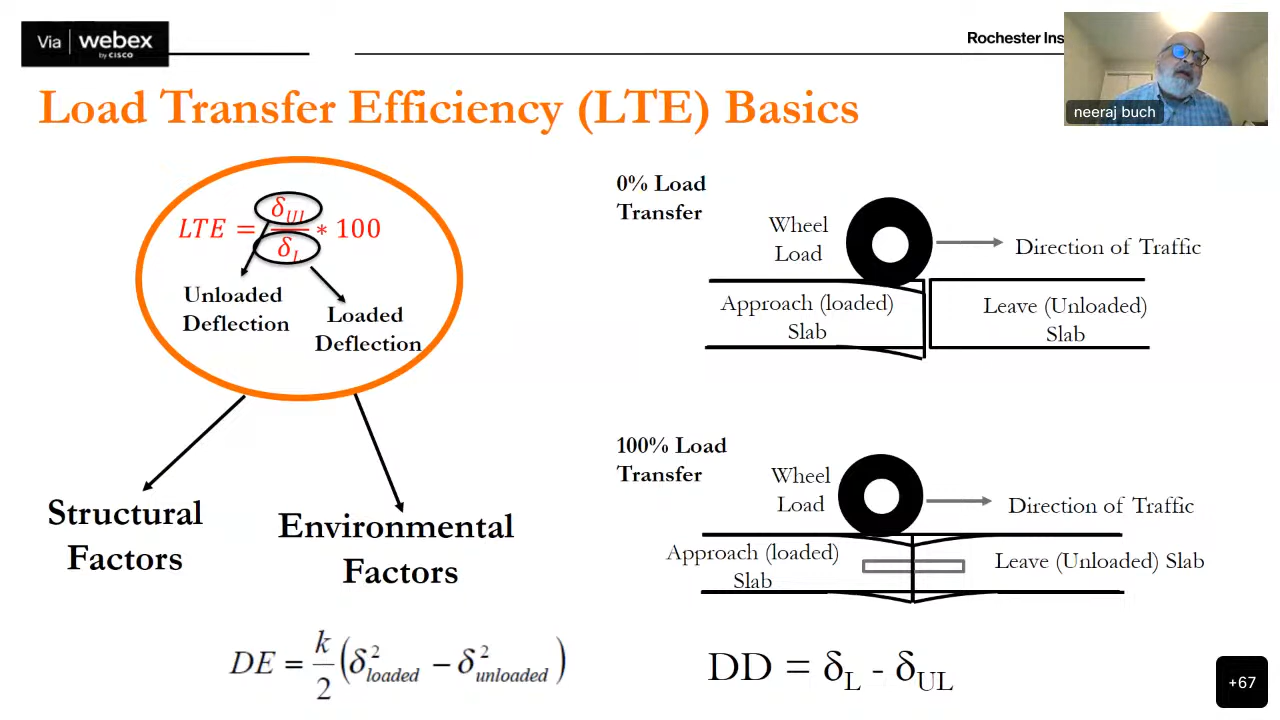 Via webex
by CISCO
Rochester Ins
neeraj buch
Load Transfer Efficiency (LTE) Basics
LTE = δ_UL / δ_L * 100
Unloaded
Deflection
Loaded
Deflection
Structural
Factors
Environmental
Factors
DE = k/2 (δ²_loaded − δ²_unloaded)
0% Load
Transfer
Wheel
Load
Direction of Traffic
Approach (loaded)
Slab
Leave (Unloaded)
Slab
100% Load
Transfer
Wheel
Load
Direction of Traffic
Approach (loaded)
Slab
Leave (Unloaded) Slab
DD = δ_L - δ_UL
+67